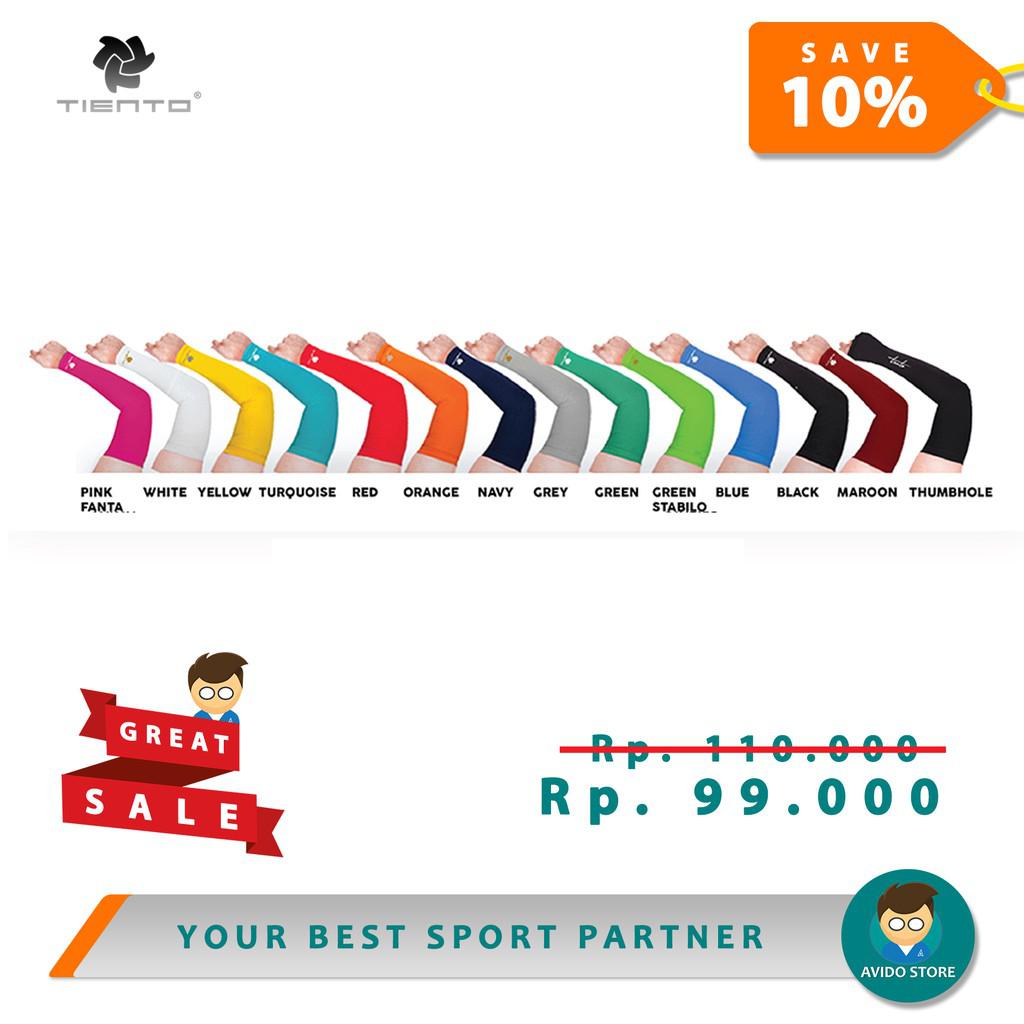 TIENTO®
SAVE
10%
PINK WHITE YELLOW TURQUOISE RED ORANGE NAVY GREY GREEN GREEN BLUE BLACK MAROON THUMBHOLE
FANTA STABILO
GREAT
SALE
Rp. 110.000
Rp. 99.000
YOUR BEST SPORT PARTNER
AVIDO STORE